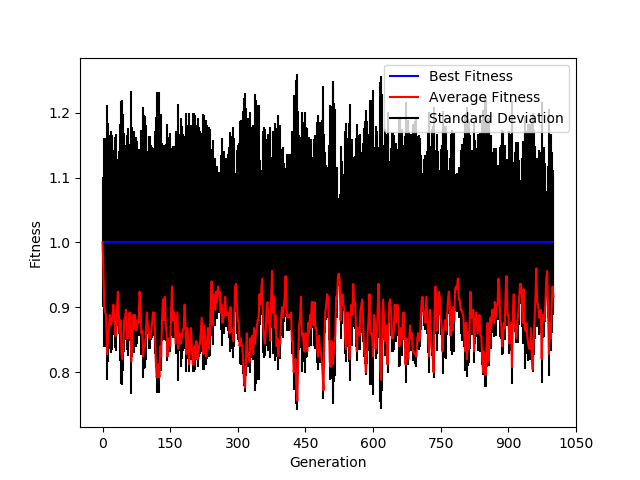 Best Fitness
Average Fitness
Standard Deviation
1.2
1.1
1.0
0.9
0.8
Fitness
0 150 300 450 600 750 900 1050
Generation